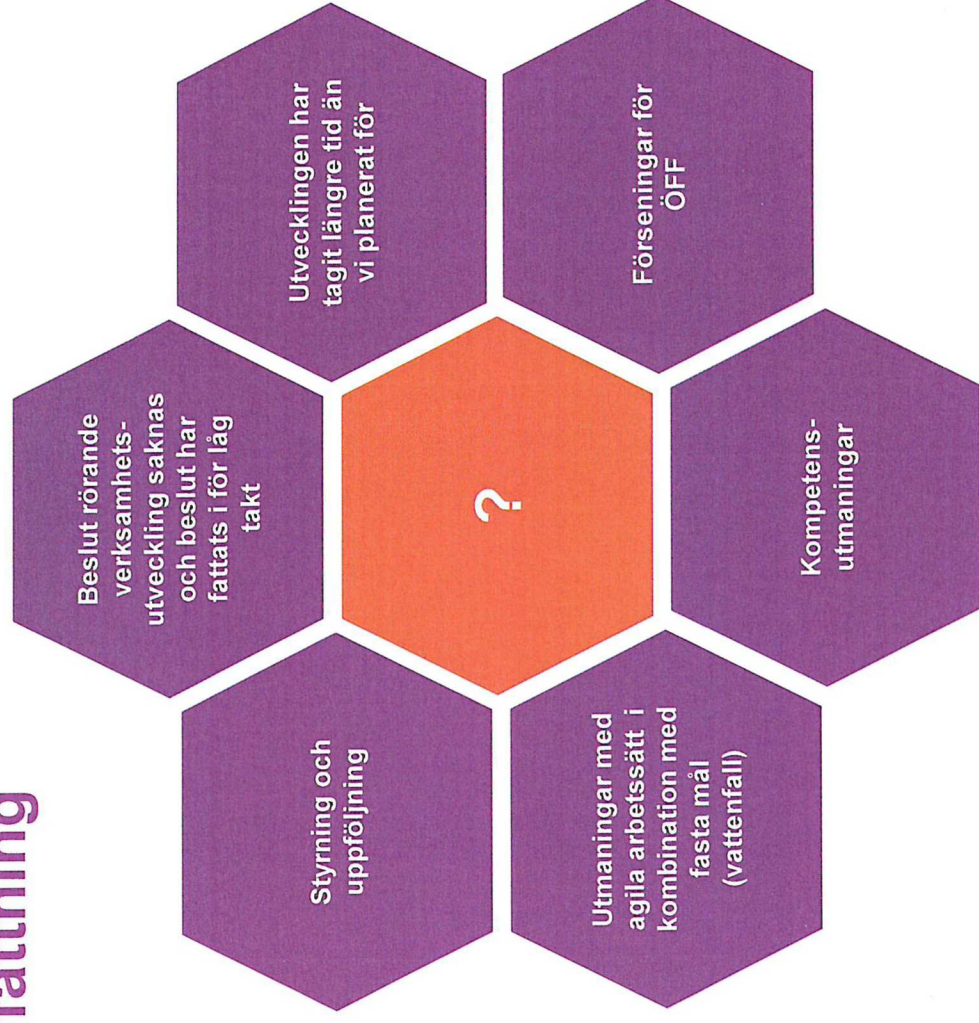 fattning
Beslut rörande
verksamhets-
utveckling saknas
och beslut har
fattats i för låg
takt
Styrning och
uppföljning
Utvecklingen har
tagit längre tid än
vi planerat för
?
Utmaningar med
agila arbetssätt i
kombination med
fasta mål
(vattenfall)
Förseningar för
ÖFF
Kompetens-
utmaningar